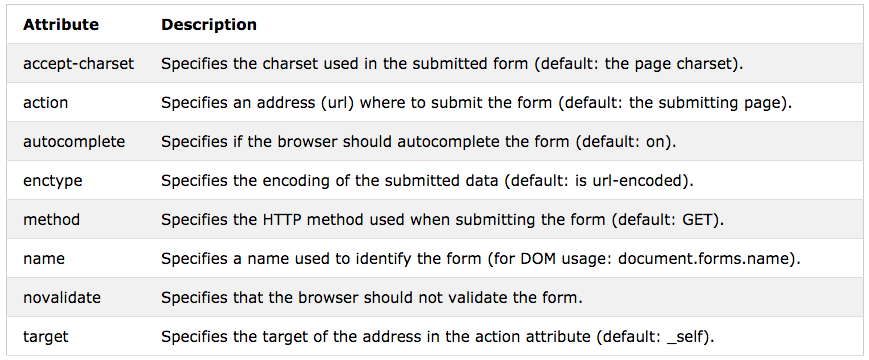 Attribute Description
accept-charset Specifies the charset used in the submitted form (default: the page charset).
action Specifies an address (url) where to submit the form (default: the submitting page).
autocomplete Specifies if the browser should autocomplete the form (default: on).
enctype Specifies the encoding of the submitted data (default: is url-encoded).
method Specifies the HTTP method used when submitting the form (default: GET).
name Specifies a name used to identify the form (for DOM usage: document.forms.name).
novalidate Specifies that the browser should not validate the form.
target Specifies the target of the address in the action attribute (default: _self).